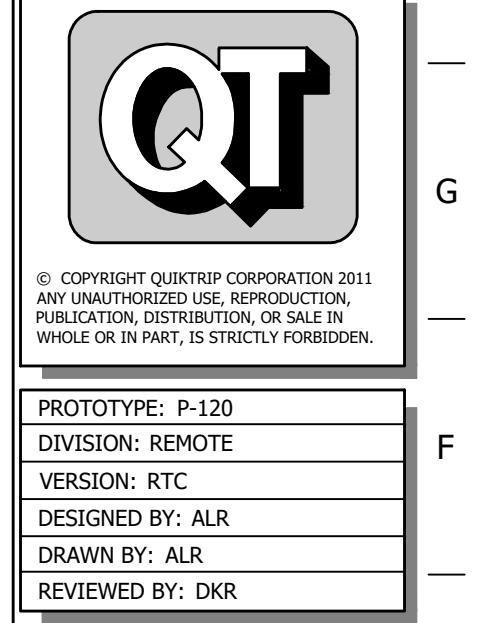 QT
G
© COPYRIGHT QUIKTRIP CORPORATION 2011
ANY UNAUTHORIZED USE, REPRODUCTION,
PUBLICATION, DISTRIBUTION, OR SALE IN
WHOLE OR IN PART, IS STRICTLY FORBIDDEN.
PROTOTYPE: P-120
DIVISION: REMOTE
F
VERSION: RTC
DESIGNED BY: ALR
DRAWN BY: ALR
REVIEWED BY: DKR